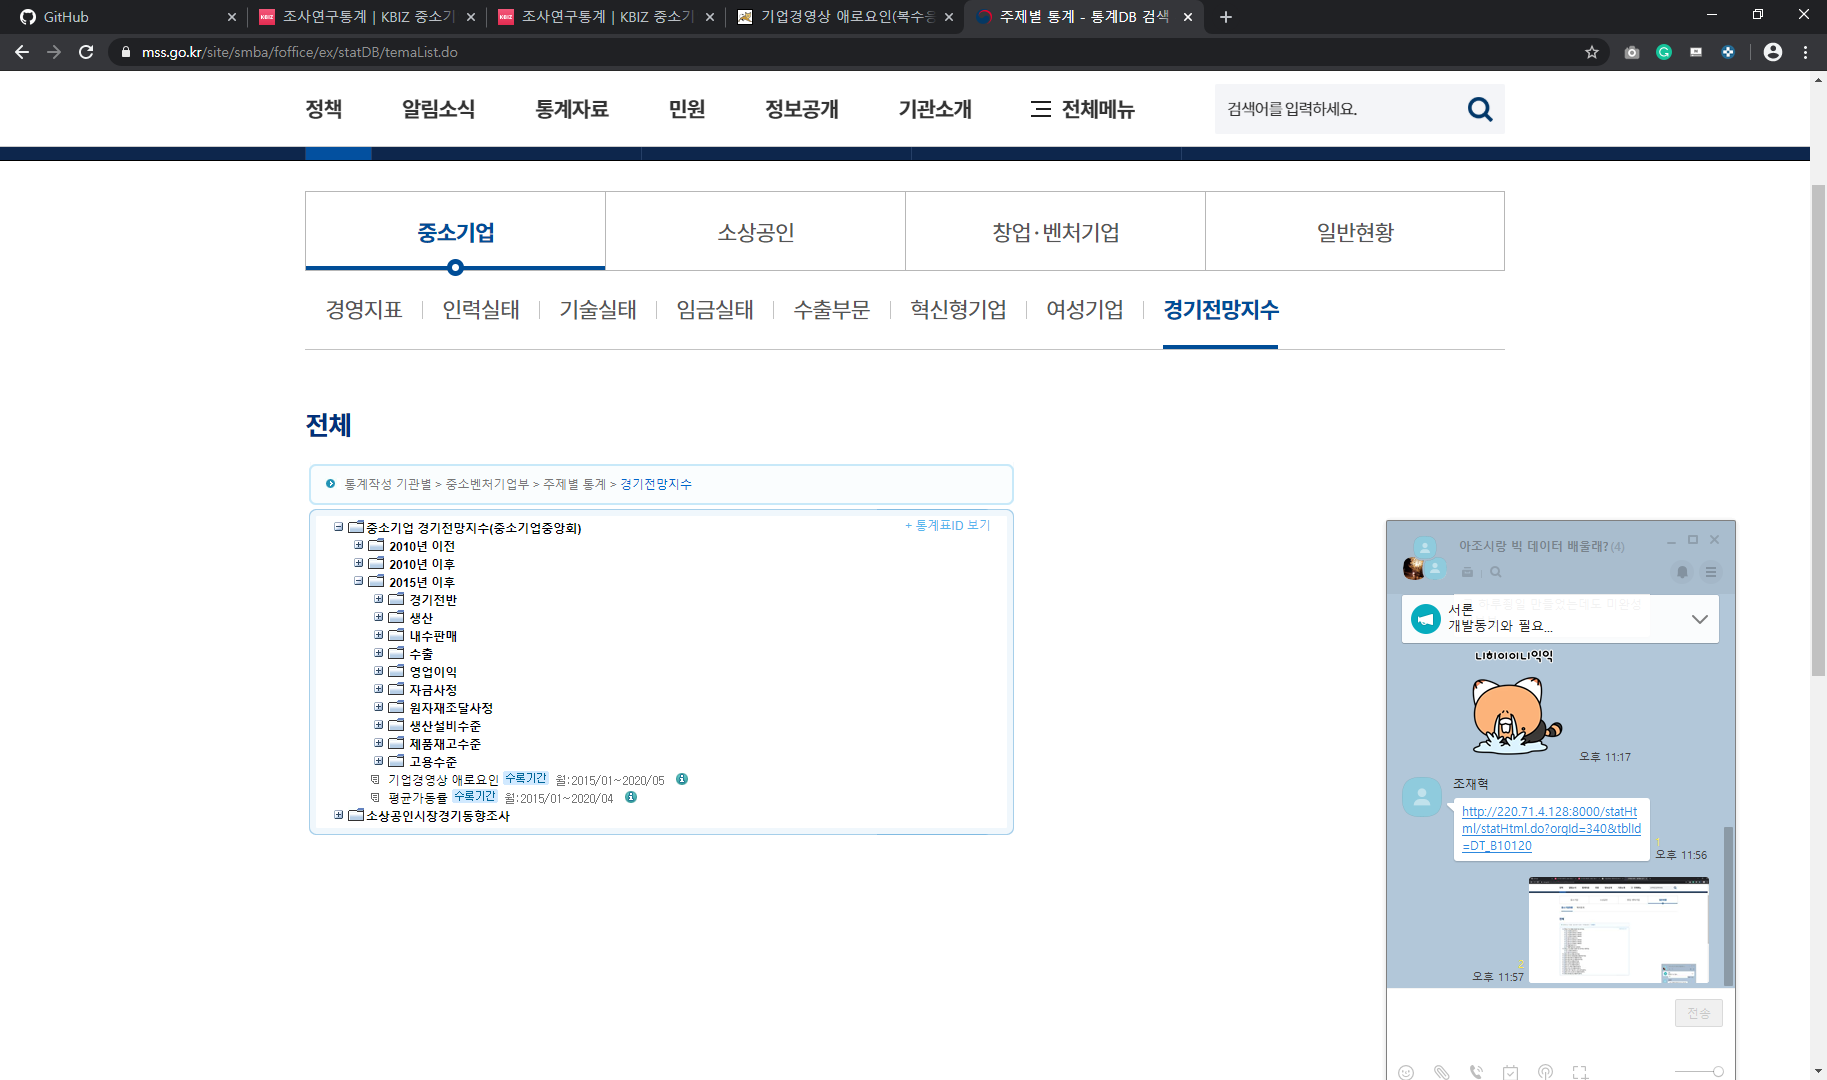 GitHub
조사연구통계 | KBIZ 중소기
조사연구통계 | KBIZ 중소기
기업경영상 애로요인(복수응
주제별 통계 - 통계DB 검색
mss.go.kr/site/smba/foffice/ex/statDB/temaList.do
정책 알림소식 통계자료 민원 정보공개 기관소개 전체메뉴
검색어를 입력하세요.
중소기업 소상공인 창업·벤처기업 일반현황
경영지표 인력실태 기술실태 임금실태 수출부문 혁신형기업 여성기업 경기전망지수
전체
통계작성 기관별 > 중소벤처기업부 > 주제별 통계 > 경기전망지수
+ 통계표ID 보기
중소기업 경기전망지수(중소기업중앙회)
2010년 이전
2010년 이후
2015년 이후
경기전반
생산
내수판매
수출
영업이익
자금사정
원자재조달사정
생산설비수준
제품재고수준
고용수준
기업경영상 애로요인 수록기간 월:2015/01~2020/05
평균가동률 수록기간 월:2015/01~2020/04
소상공인시장경기동향조사
아조시랑 빅 데이터 배울래? (4)
서론
개발동기와 필요...
니히이이니익익
오후 11:17
조재혁
http://220.71.4.128:8000/statHt
ml/statHtml.do?orgId=340&tblId
=DT_B10120
1
오후 11:56
2
오후 11:57
전송